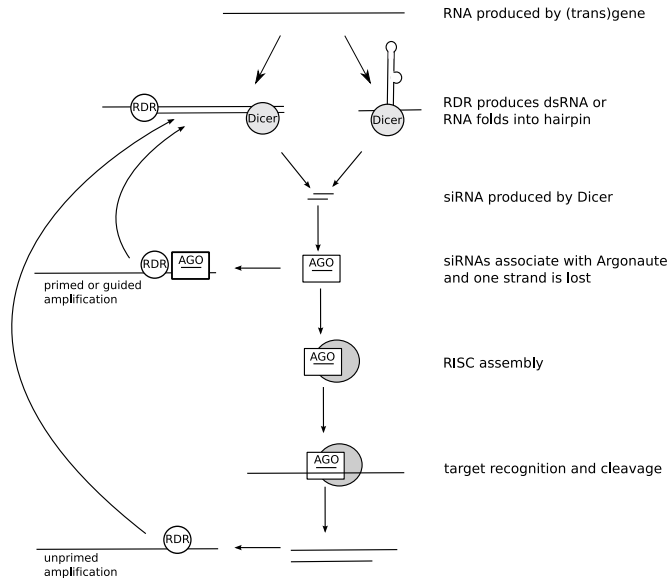 RNA produced by (trans)gene
RDR
Dicer
Dicer
RDR produces dsRNA or
RNA folds into hairpin
siRNA produced by Dicer
RDR
AGO
AGO
siRNAs associate with Argonaute
and one strand is lost
primed or guided
amplification
AGO
RISC assembly
AGO
target recognition and cleavage
RDR
unprimed
amplification